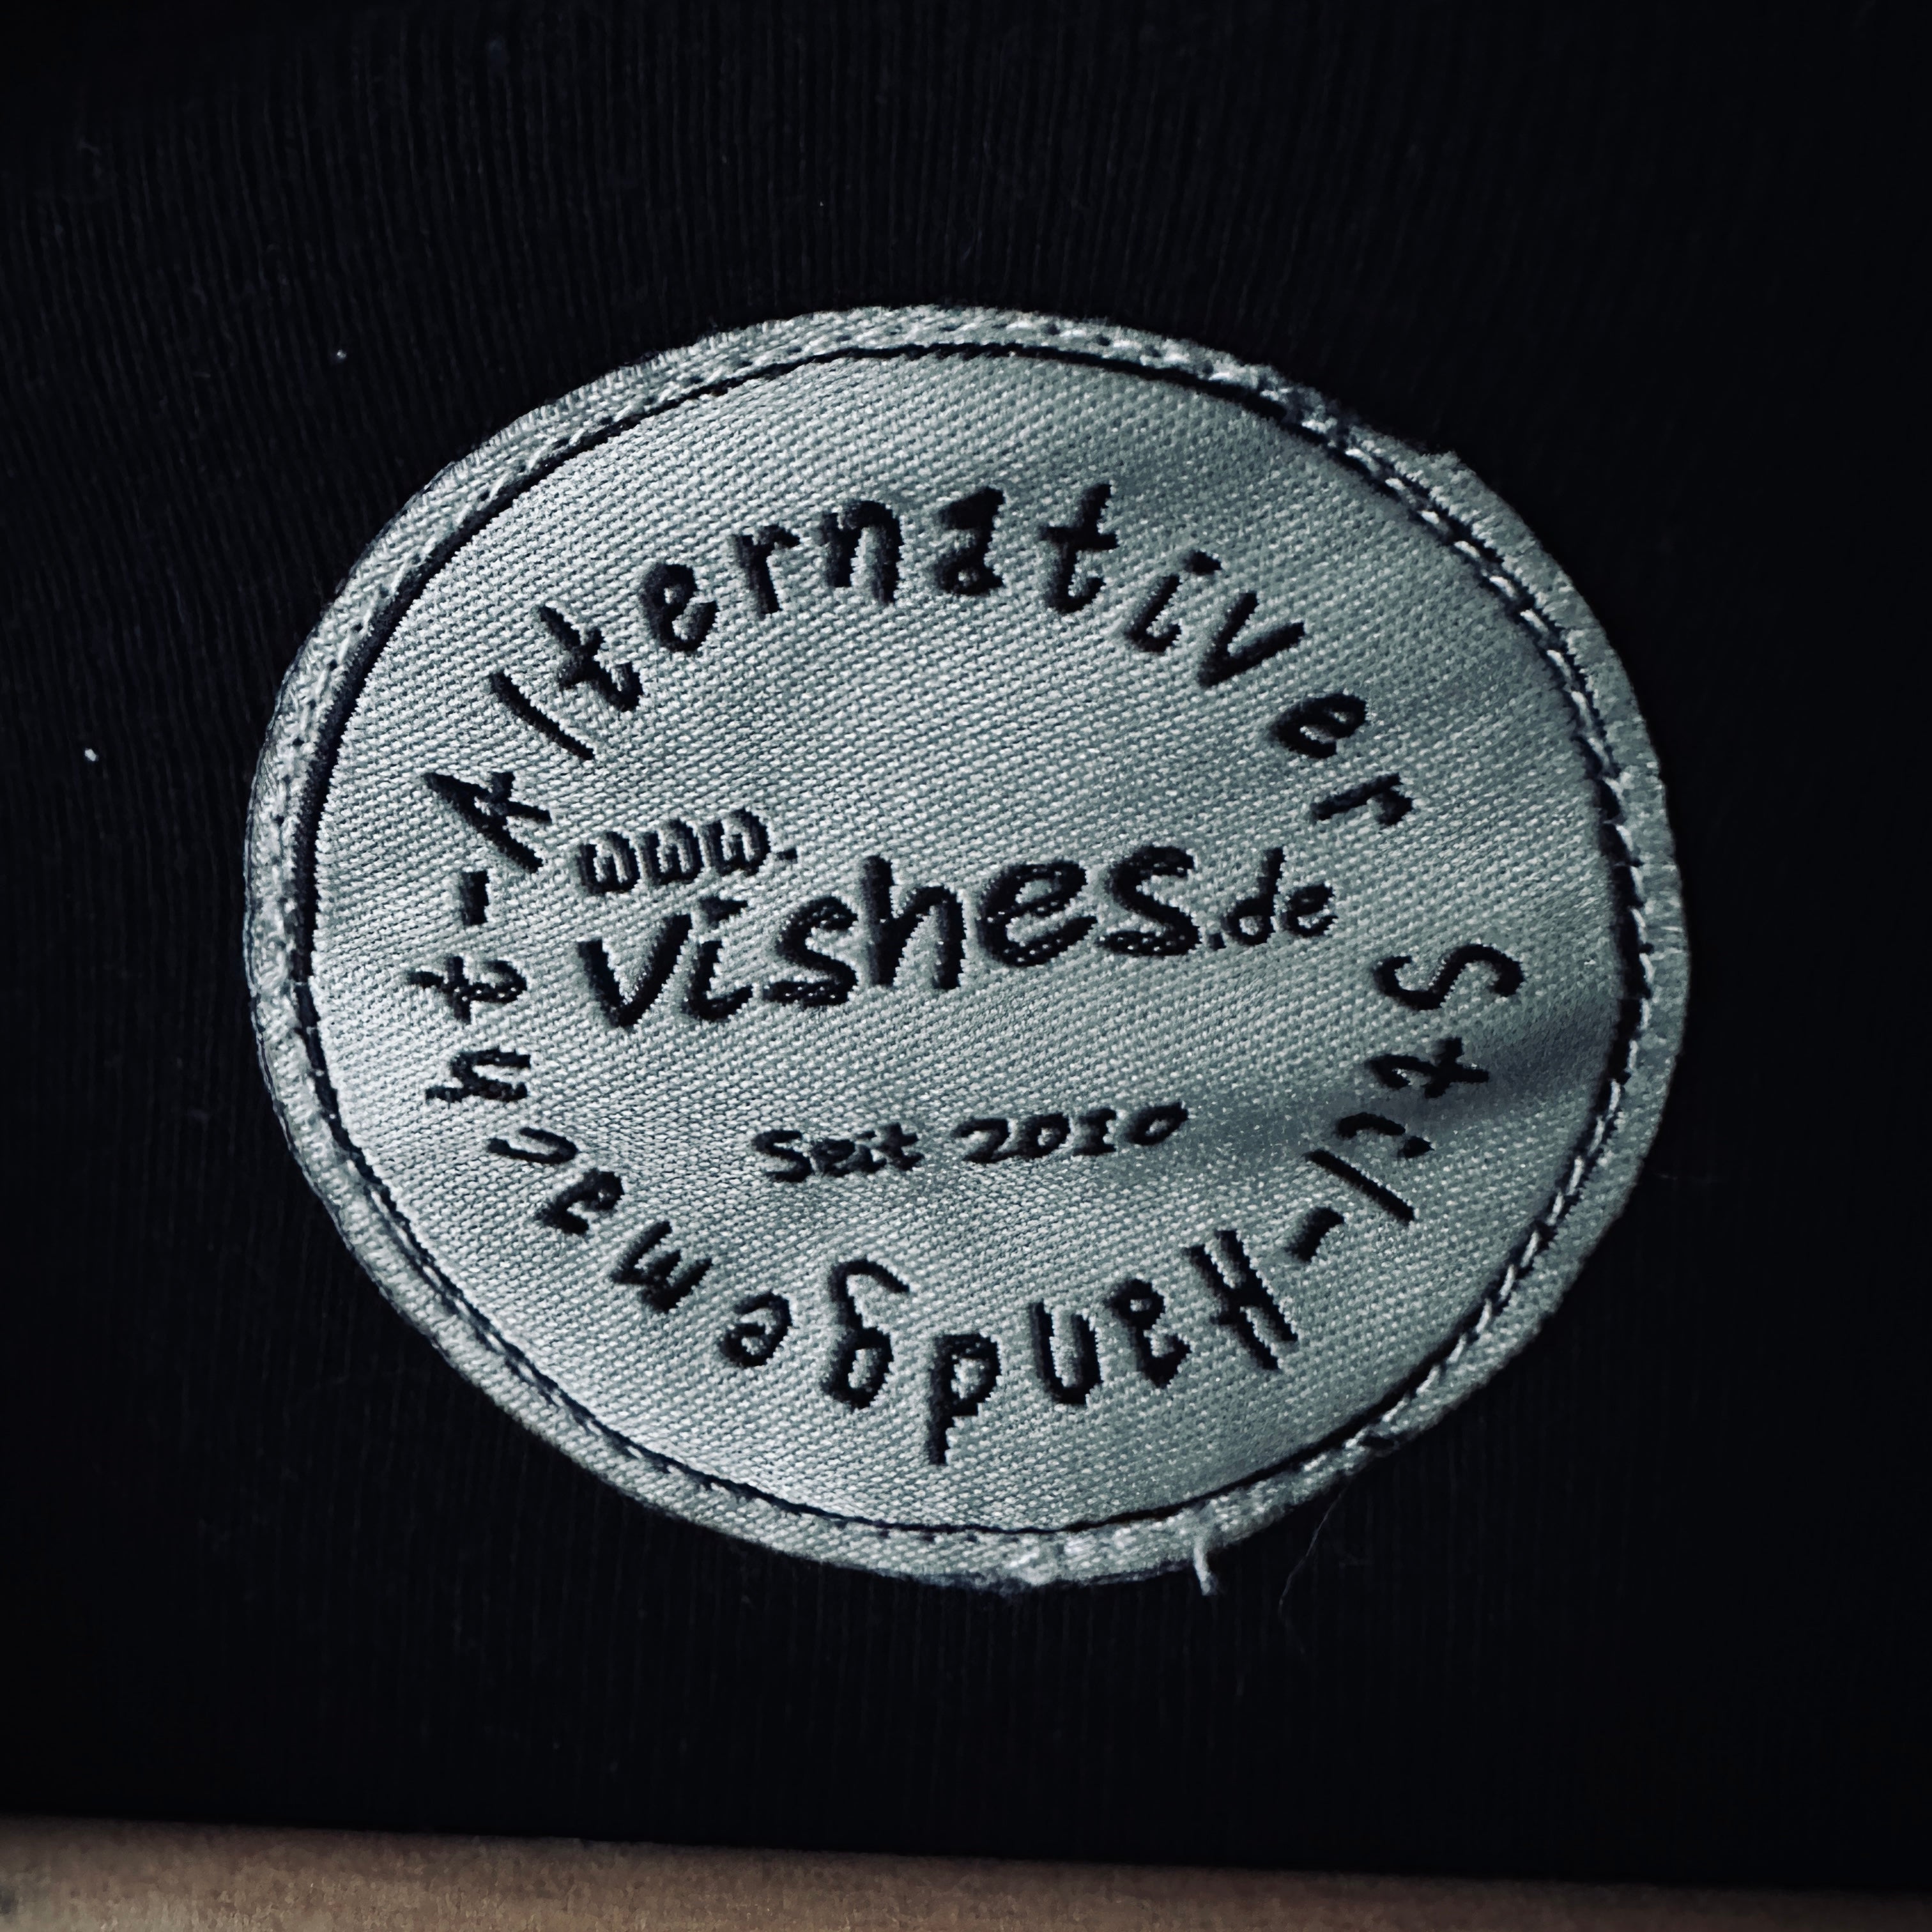 Alternativer Stil-Handgemacht-
www.
vishes.de
Seit 2010